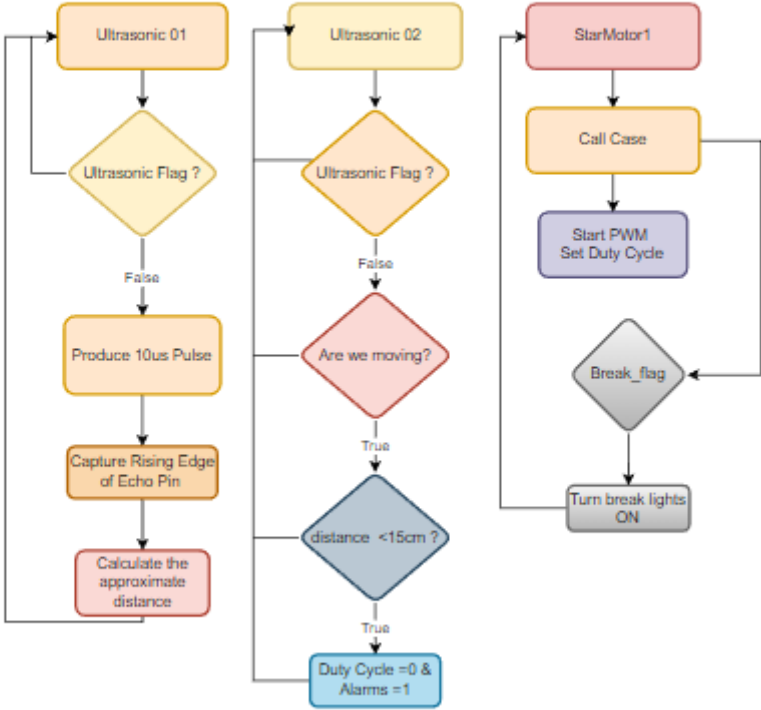 Ultrasonic 01
Ultrasonic Flag ?
False
Produce 10us Pulse
Capture Rising Edge
of Echo Pin
Calculate the
approximate
distance
Ultrasonic 02
Ultrasonic Flag ?
False
Are we moving?
True
distance <15cm ?
True
Duty Cycle =0 &
Alarms =1
StarMotor1
Call Case
Start PWM
Set Duty Cycle
Break_flag
Turn break lights
ON